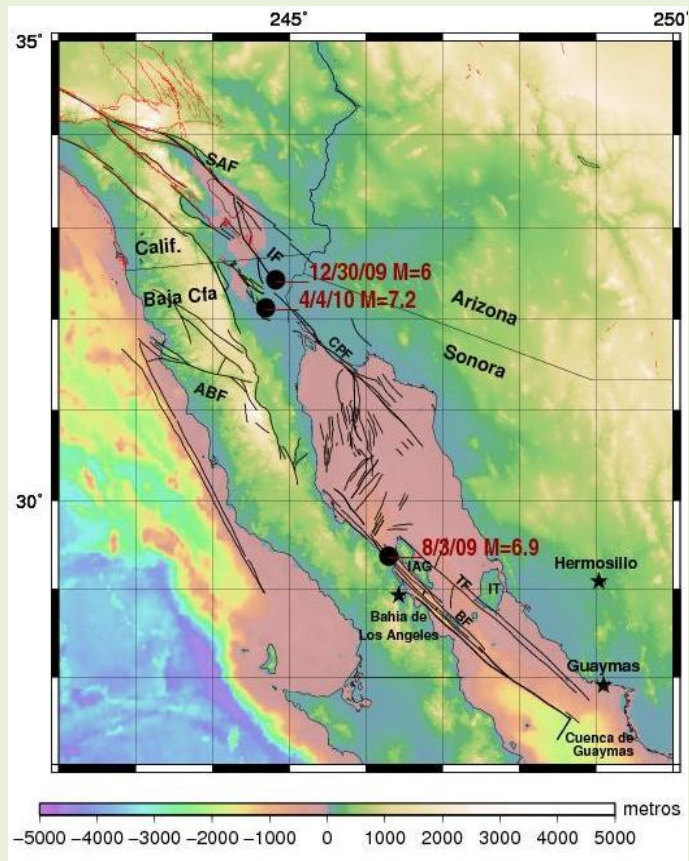 245° 250°
35°
SAF
Calif.
IF
12/30/09 M=6
4/4/10 M=7.2
Baja Cfa
Arizona
CPF
Sonora
ABF
30°
8/3/09 M=6.9
IAG
Hermosillo
TF
IT
Bahia de
Los Angeles
BF
Guaymas
Cuenca de
Guaymas
metros
−5000 −4000 −3000 −2000 −1000 0 1000 2000 3000 4000 5000